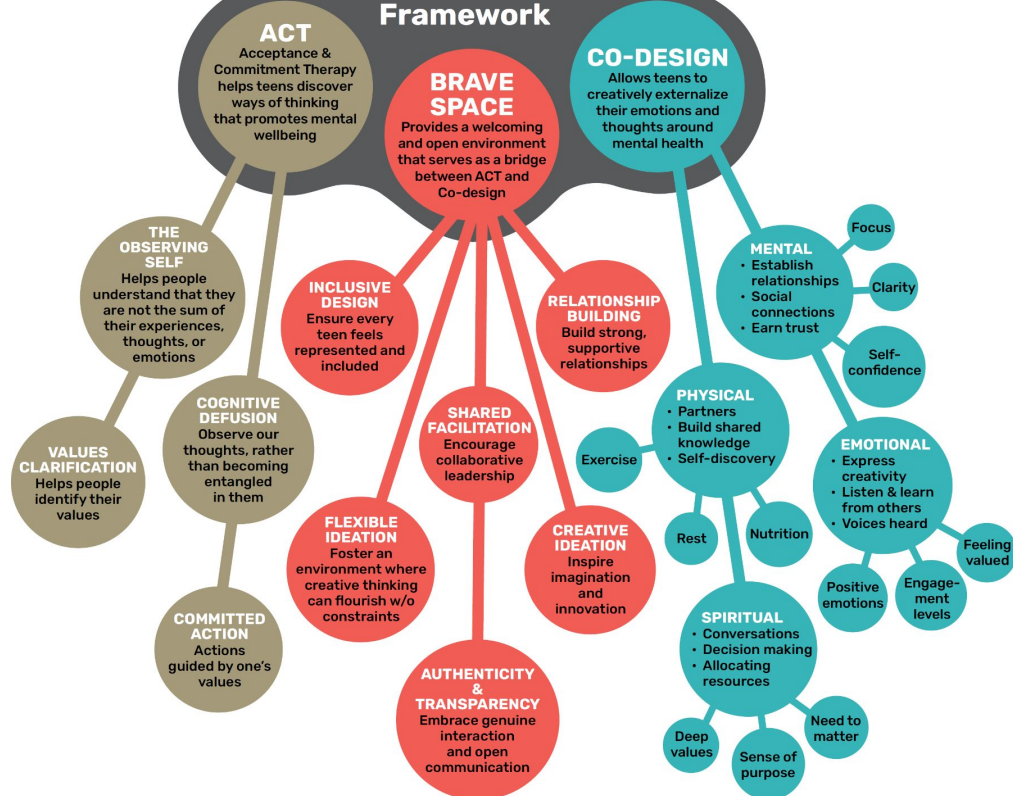 Framework
ACT
Acceptance &
Commitment Therapy
helps teens discover
ways of thinking
that promotes mental
wellbeing
BRAVE
SPACE
Provides a welcoming
and open environment
that serves as a bridge
between ACT and
Co-design
CO-DESIGN
Allows teens to
creatively externalize
their emotions and
thoughts around
mental health
THE
OBSERVING
SELF
Helps people
understand that they
are not the sum of
their experiences,
thoughts, or
emotions
VALUES
CLARIFICATION
Helps people
identify their
values
COGNITIVE
DEFUSION
Observe our
thoughts, rather
than becoming
entangled
in them
COMMITTED
ACTION
Actions
guided by one's
values
INCLUSIVE
DESIGN
Ensure every
teen feels
represented and
included
FLEXIBLE
IDEATION
Foster an
environment where
creative thinking
can flourish w/o
constraints
SHARED
FACILITATION
Encourage
collaborative
leadership
AUTHENTICITY
&
TRANSPARENCY
Embrace genuine
interaction
and open
communication
CREATIVE
IDEATION
Inspire
imagination
and
innovation
RELATIONSHIP
BUILDING
Build strong,
supportive
relationships
MENTAL
• Establish
relationships
• Social
connections
• Earn trust
Focus
Clarity
Self-
confidence
PHYSICAL
• Partners
• Build shared
knowledge
• Self-discovery
Exercise
Rest
Nutrition
EMOTIONAL
• Express
creativity
• Listen & learn
from others
• Voices heard
Positive
emotions
Engage-
ment
levels
Feeling
valued
SPIRITUAL
• Conversations
• Decision making
• Allocating
resources
Deep
values
Sense of
purpose
Need to
matter